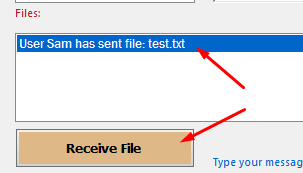 Files:
User Sam has sent file: test.txt
Receive File
Type your messag